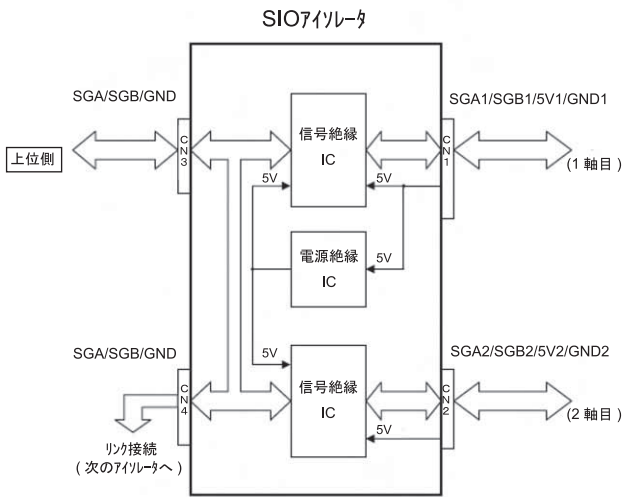 SIOｱｲｿﾚｰﾀ
SGA/SGB/GND
SGA1/SGB1/5V1/GND1
上位側
CN3
信号絶縁
IC
CN1
(1 軸目)
5V
5V
電源絶縁
IC
5V
SGA/SGB/GND
SGA2/SGB2/5V2/GND2
5V
CN4
信号絶縁
IC
CN2
(2 軸目)
5V
ﾘﾝｸ接続
( 次のｱｲｿﾚｰﾀへ )